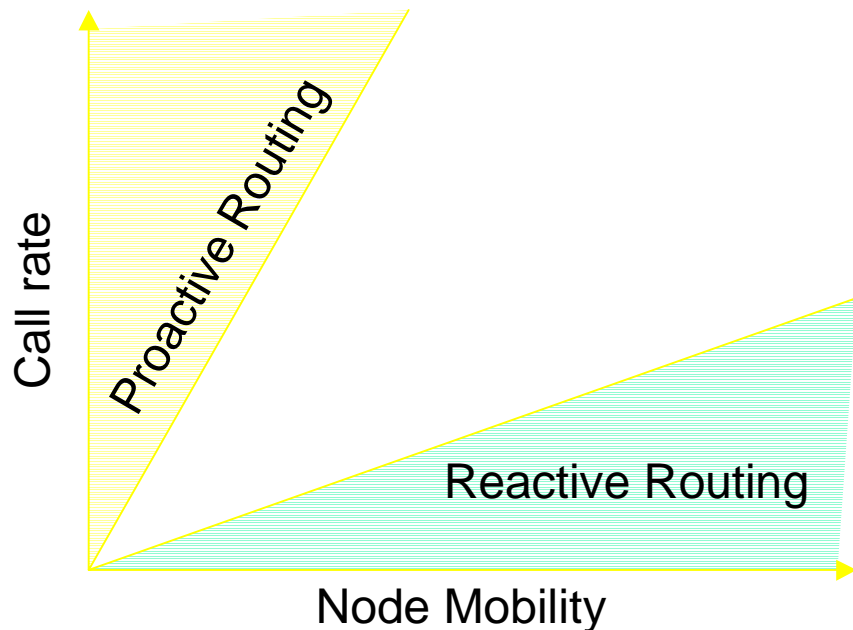 Proactive Routing
Call rate
Reactive Routing
Node Mobility